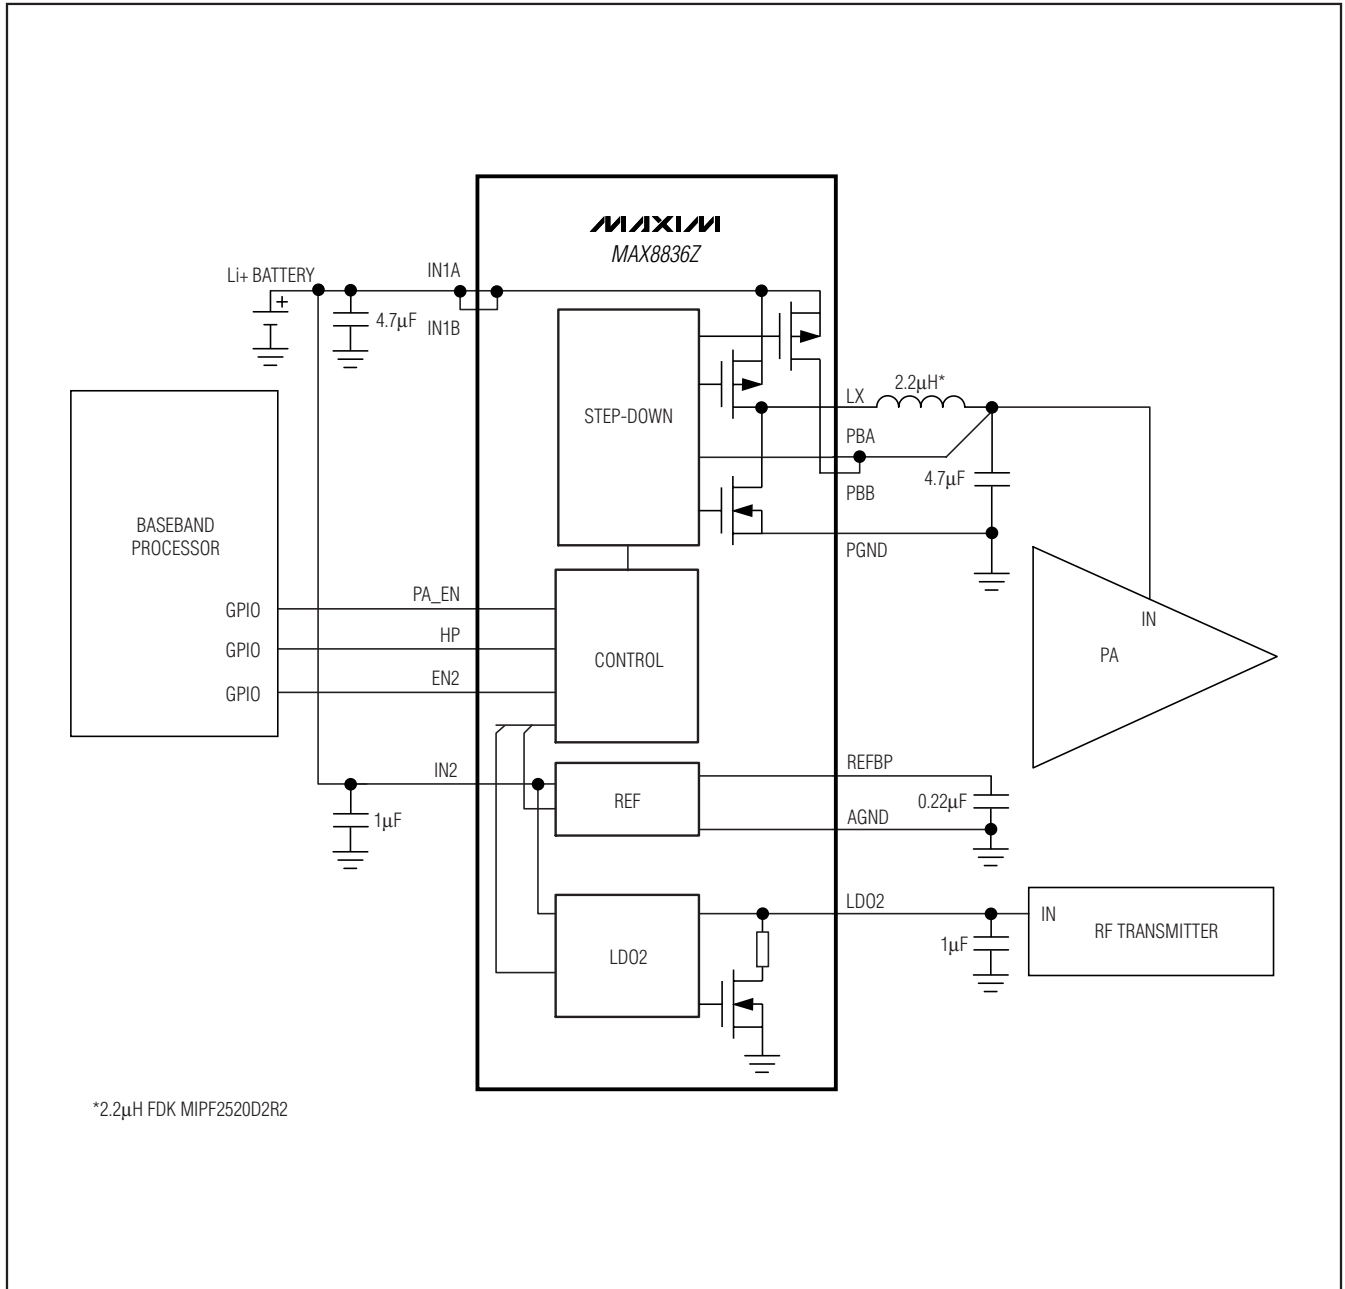 MAXIM
MAX8836Z
Li+ BATTERY
+
4.7µF
IN1A
IN1B
STEP-DOWN
LX
2.2µH*
PBA
PBB
4.7µF
PGND
BASEBAND
PROCESSOR
GPIO
GPIO
GPIO
PA_EN
HP
EN2
CONTROL
IN
PA
IN2
1µF
REF
REFBP
0.22µF
AGND
LDO2
LDO2
1µF
IN
RF TRANSMITTER
*2.2µH FDK MIPF2520D2R2